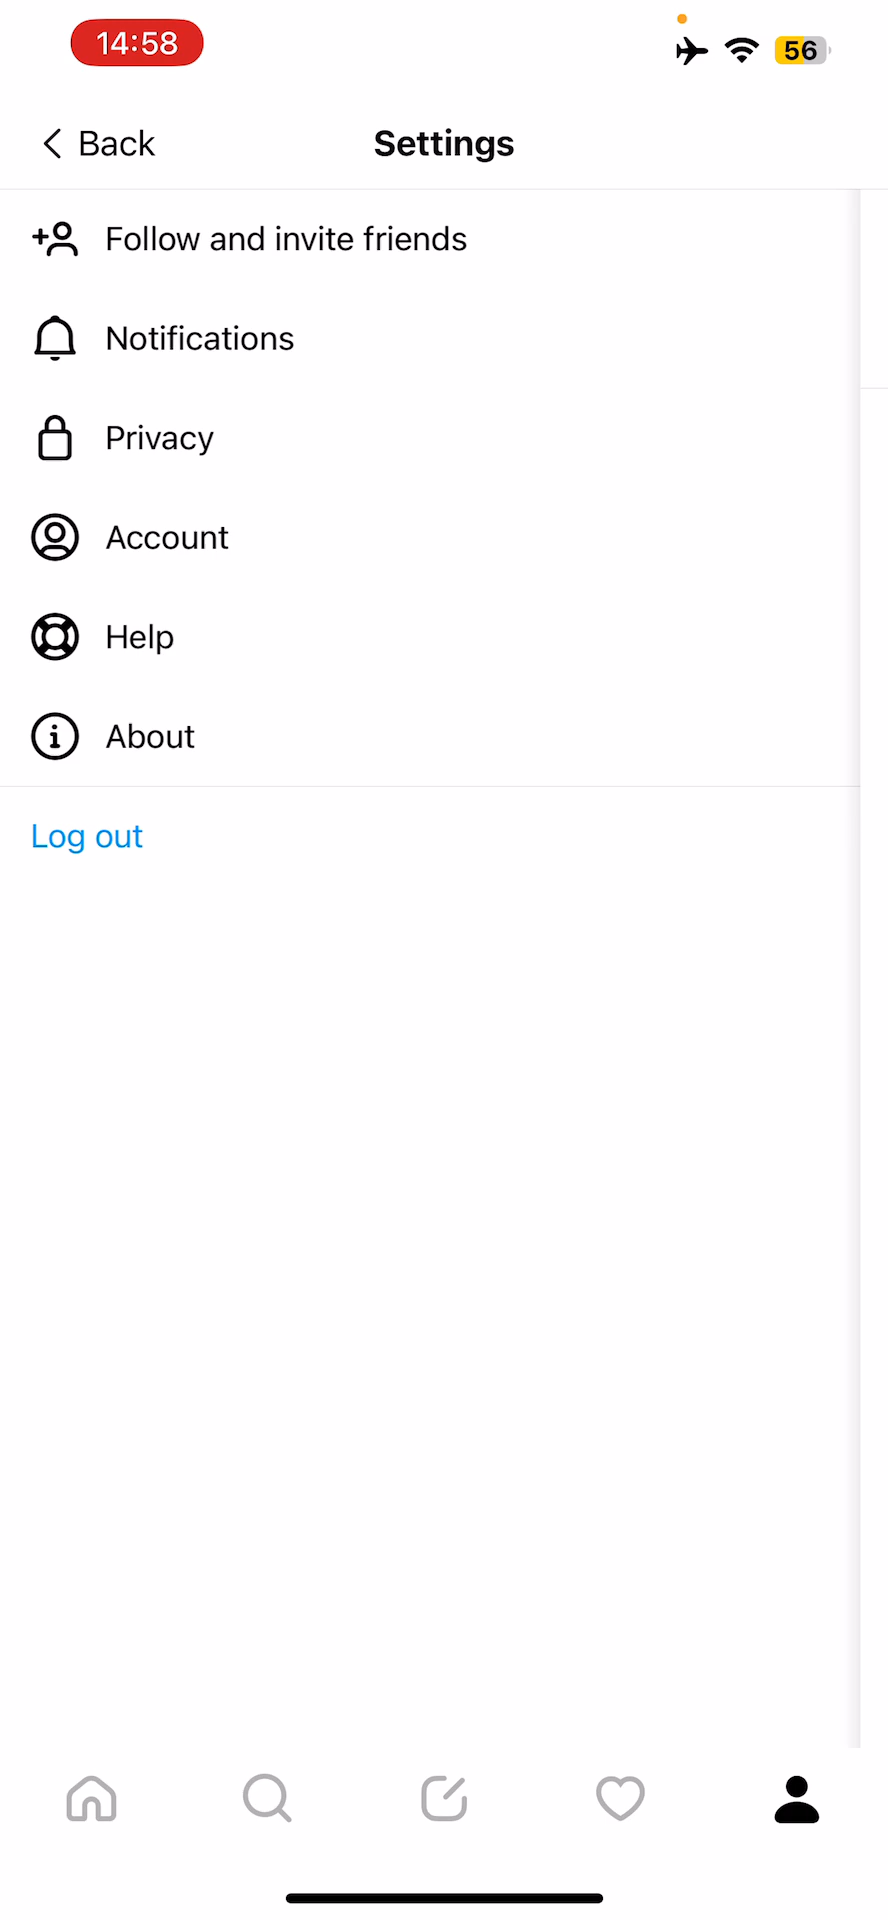 14:58
56
Back
Settings
Follow and invite friends
Notifications
Privacy
Account
Help
About
Log out